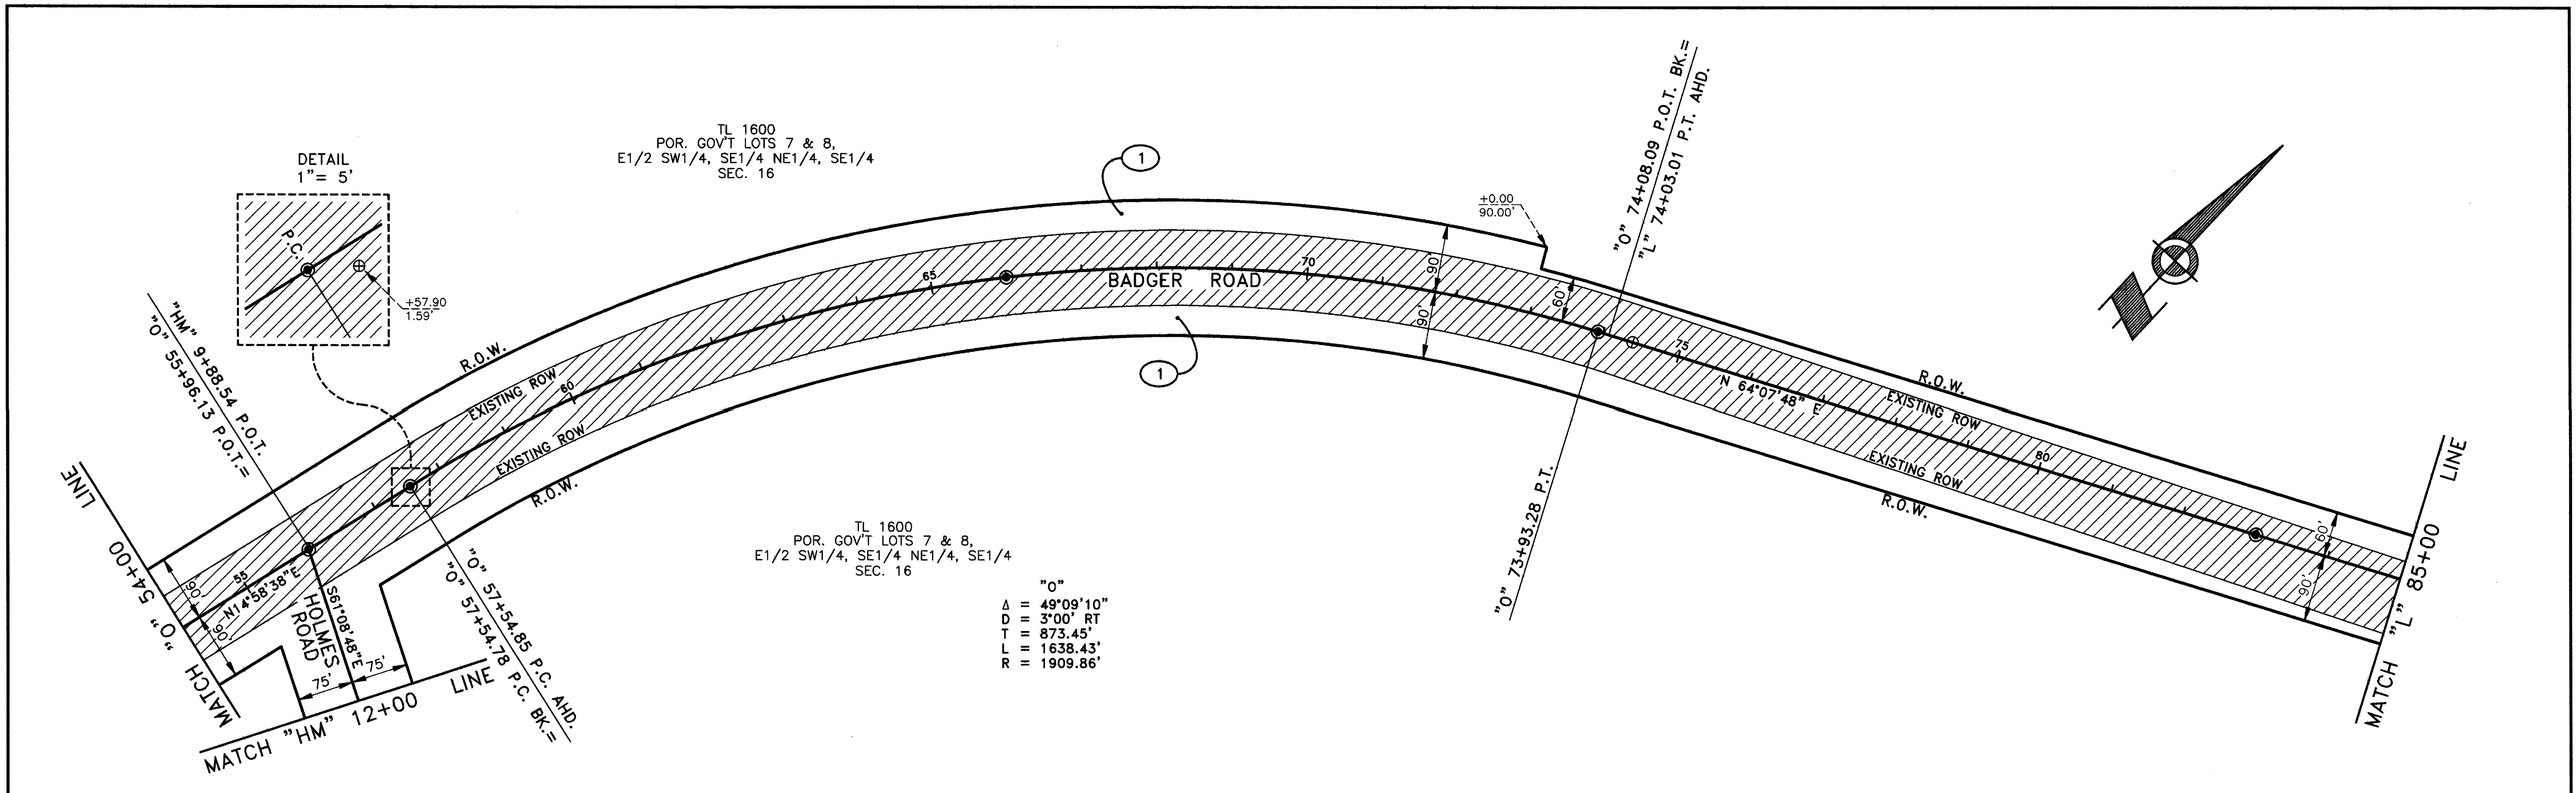 DETAIL
1"= 5'
P.C.
+57.90
1.59'
TL 1600
POR. GOV'T LOTS 7 & 8,
E1/2 SW1/4, SE1/4 NE1/4, SE1/4
SEC. 16
1
+0.00
90.00'
"O" 74+08.09 P.O.T. BK.=
"L" 74+03.01 P.T. AHD.
"HM" 9+88.54 P.O.T.
"O" 55+96.13 P.O.T.=
R.O.W.
EXISTING ROW
EXISTING ROW
R.O.W.
55
60
65
70
75
80
BADGER ROAD
90'
90'
60'
1
N 64°07'48" E
R.O.W.
EXISTING ROW
EXISTING ROW
R.O.W.
60'
90'
"O" 73+93.28 P.T.
MATCH "L" 85+00 LINE
MATCH "O" 54+00 LINE
90'
90'
N14°58'38"E
HOLMES
ROAD
S61°08'48"E
75'
75'
MATCH "HM" 12+00 LINE
"O" 57+54.85 P.C. AHD.
"O" 57+54.78 P.C. BK.=
TL 1600
POR. GOV'T LOTS 7 & 8,
E1/2 SW1/4, SE1/4 NE1/4, SE1/4
SEC. 16
"O"
Δ = 49°09'10"
D = 3°00' RT
T = 873.45'
L = 1638.43'
R = 1909.86'